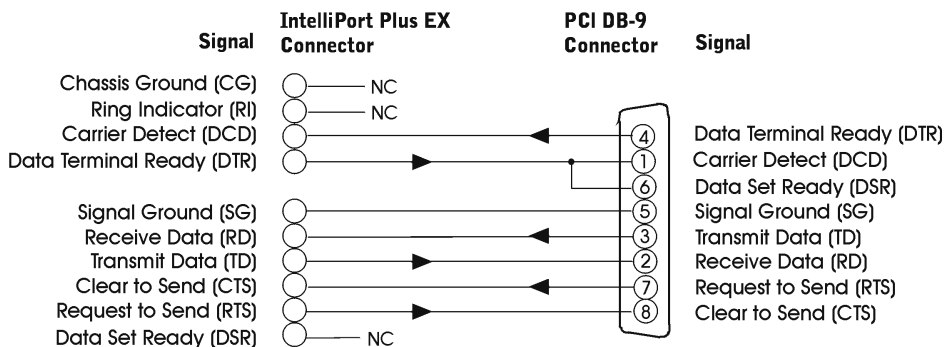 IntelliPort Plus EX PCI DB-9
Signal Connector Connector Signal
Chassis Ground (CG) NC
Ring Indicator (RI) NC
Carrier Detect (DCD) 4 Data Terminal Ready (DTR)
Data Terminal Ready (DTR) 1 Carrier Detect (DCD)
6 Data Set Ready (DSR)
Signal Ground (SG) 5 Signal Ground (SG)
Receive Data (RD) 3 Transmit Data (TD)
Transmit Data (TD) 2 Receive Data (RD)
Clear to Send (CTS) 7 Request to Send (RTS)
Request to Send (RTS) 8 Clear to Send (CTS)
Data Set Ready (DSR) NC